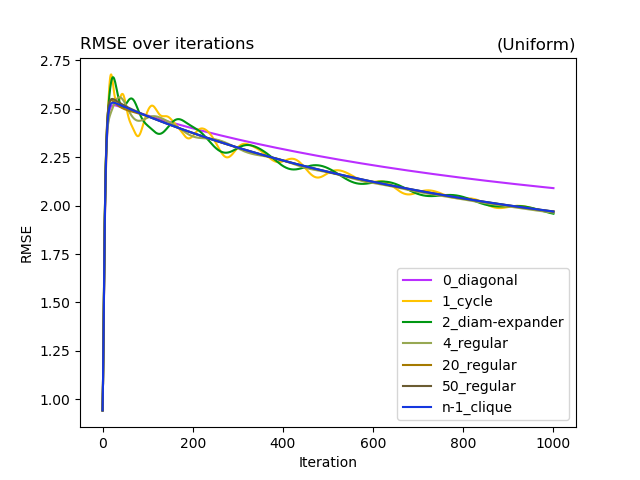 RMSE over iterations (Uniform)
2.75
2.50
2.25
2.00
1.75
1.50
1.25
1.00
RMSE
0_diagonal
1_cycle
2_diam-expander
4_regular
20_regular
50_regular
n-1_clique
0 200 400 600 800 1000
Iteration